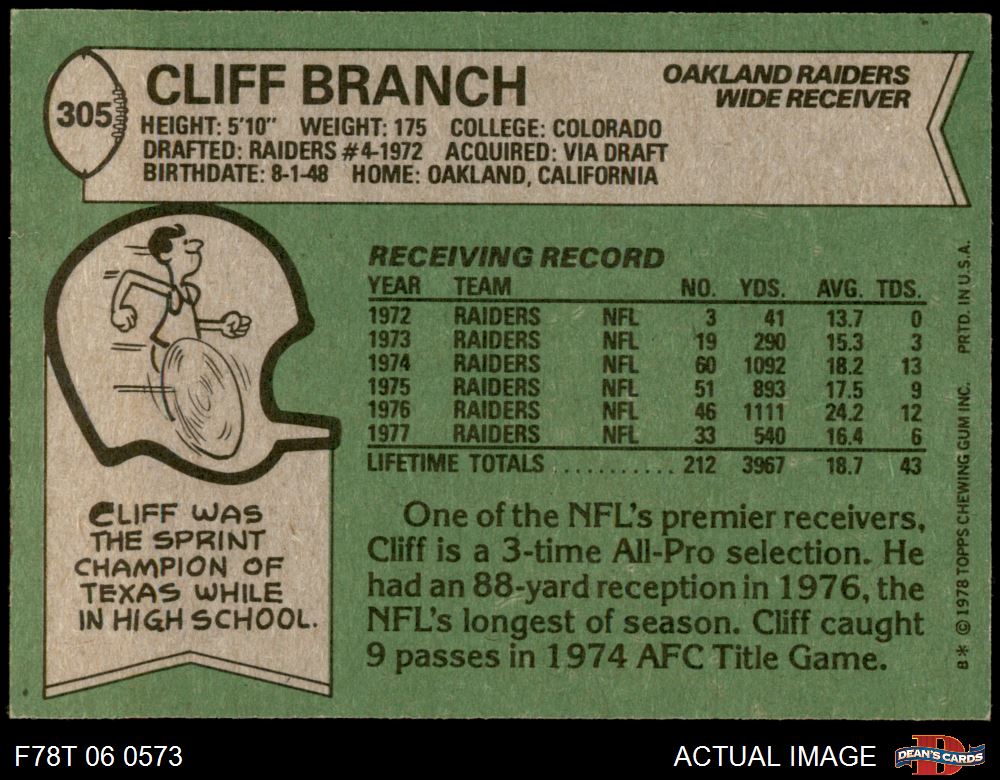 305
CLIFF BRANCH
OAKLAND RAIDERS
WIDE RECEIVER
HEIGHT: 5'10" WEIGHT: 175 COLLEGE: COLORADO
DRAFTED: RAIDERS #4-1972 ACQUIRED: VIA DRAFT
BIRTHDATE: 8-1-48 HOME: OAKLAND, CALIFORNIA
RECEIVING RECORD
YEAR TEAM NO. YDS. AVG. TDS.
1972 RAIDERS NFL 3 41 13.7 0
1973 RAIDERS NFL 19 290 15.3 3
1974 RAIDERS NFL 60 1092 18.2 13
1975 RAIDERS NFL 51 893 17.5 9
1976 RAIDERS NFL 46 1111 24.2 12
1977 RAIDERS NFL 33 540 16.4 6
LIFETIME TOTALS ........... 212 3967 18.7 43
CLIFF WAS
THE SPRINT
CHAMPION OF
TEXAS WHILE
IN HIGH SCHOOL.
One of the NFL's premier receivers,
Cliff is a 3-time All-Pro selection. He
had an 88-yard reception in 1976, the
NFL's longest of season. Cliff caught
9 passes in 1974 AFC Title Game.
B* © 1978 TOPPS CHEWING GUM INC. PRTD. IN U.S.A.
F78T 06 0573
ACTUAL IMAGE
D
DEAN'S CARDS